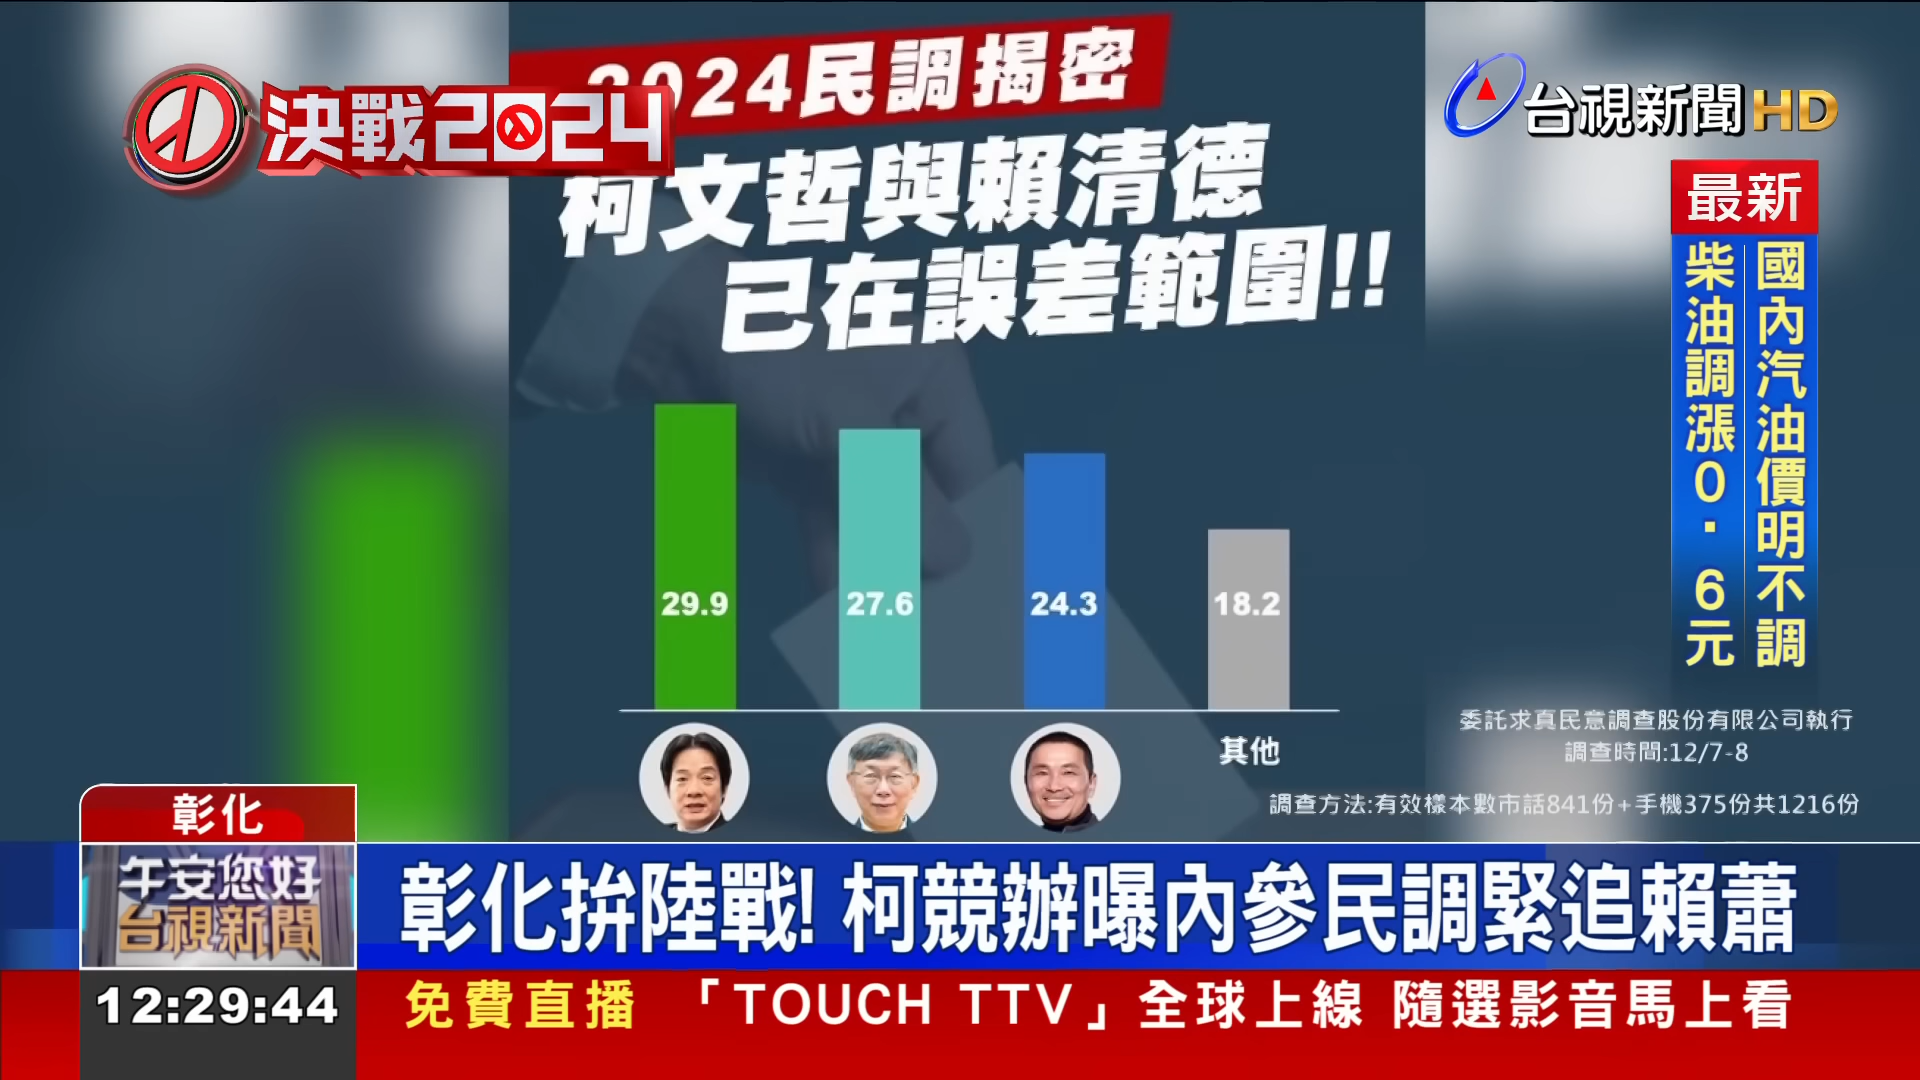 決戰2024
2024民調揭密
柯文哲與賴清德
已在誤差範圍!!
台視新聞HD
最新
國內汽油價明不調
柴油調漲0.6元
29.9
27.6
24.3
18.2
其他
委託求真民意調查股份有限公司執行
調查時間:12/7-8
調查方法:有效樣本數市話841份+手機375份共1216份
彰化
午安您好
台視新聞
彰化拚陸戰! 柯競辦曝內參民調緊追賴蕭
12:29:44
免費直播 「TOUCH TTV」全球上線 隨選影音馬上看